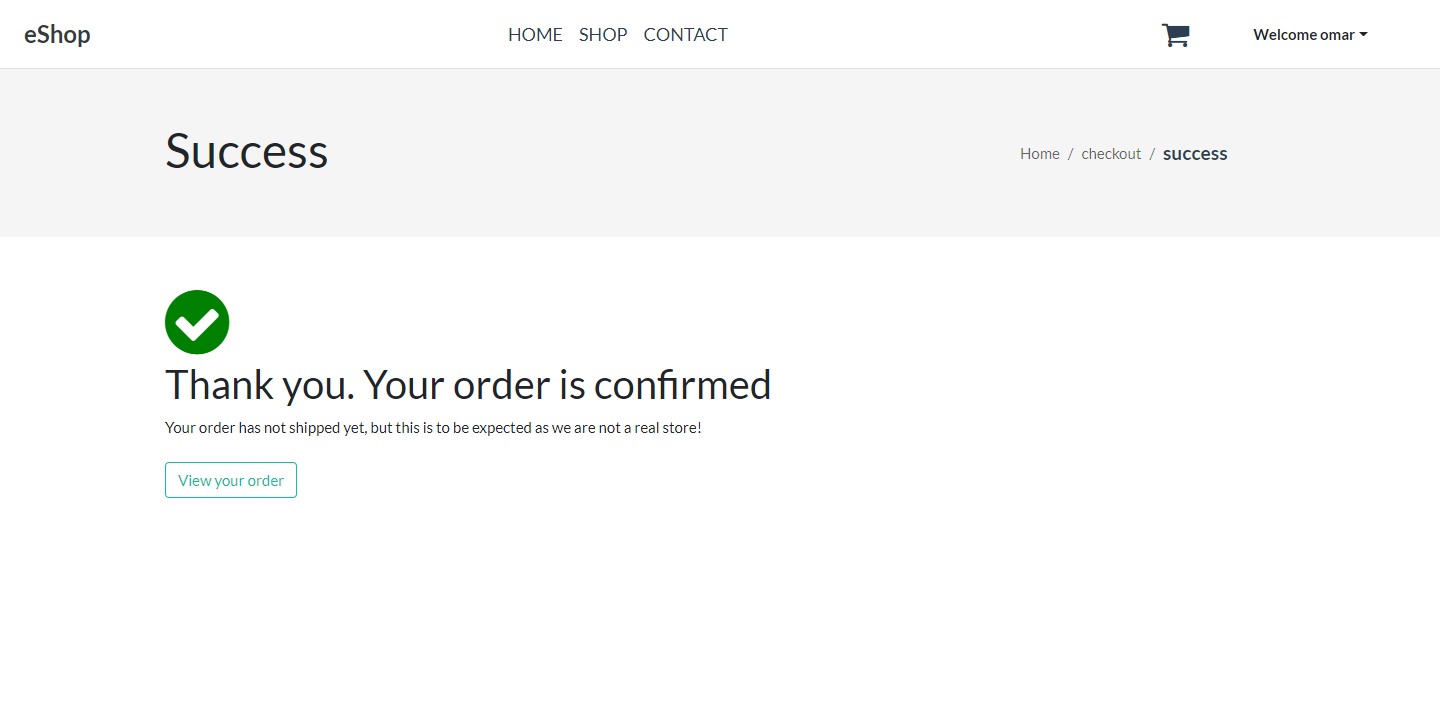 eShop
HOME SHOP CONTACT
Welcome omar
Success
Home / checkout / success
Thank you. Your order is confirmed
Your order has not shipped yet, but this is to be expected as we are not a real store!
View your order